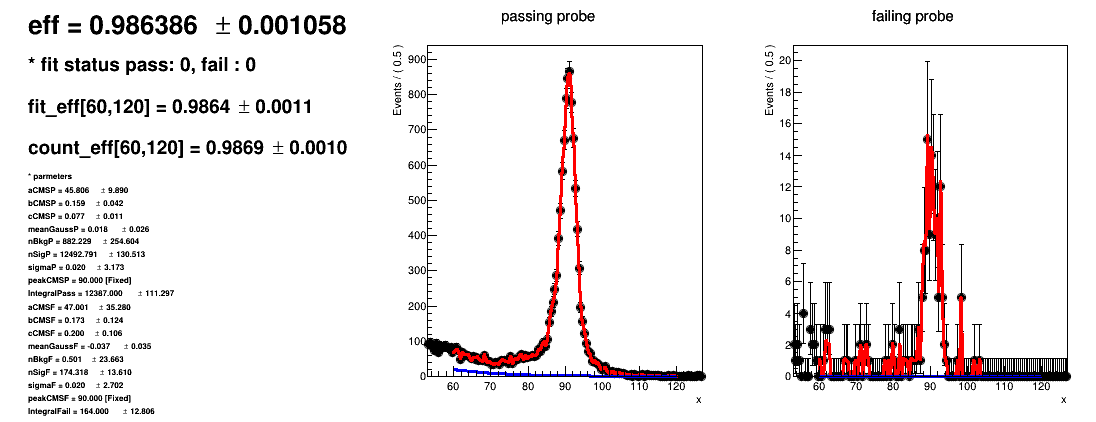 eff = 0.986386 ± 0.001058
* fit status pass: 0, fail : 0
fit_eff[60,120] = 0.9864 ± 0.0011
count_eff[60,120] = 0.9869 ± 0.0010
* parmeters
aCMSP = 45.806 ± 9.890
bCMSP = 0.159 ± 0.042
cCMSP = 0.077 ± 0.011
meanGaussP = 0.018 ± 0.026
nBkgP = 882.229 ± 254.604
nSigP = 12492.791 ± 130.513
sigmaP = 0.020 ± 3.173
peakCMSP = 90.000 [Fixed]
IntegralPass = 12387.000 ± 111.297
aCMSF = 47.001 ± 35.280
bCMSF = 0.173 ± 0.124
cCMSF = 0.200 ± 0.106
meanGaussF = -0.037 ± 0.035
nBkgF = 0.501 ± 23.663
nSigF = 174.318 ± 13.610
sigmaF = 0.020 ± 2.702
peakCMSF = 90.000 [Fixed]
IntegralFail = 164.000 ± 12.806
passing probe
Events / ( 0.5 )
900
800
700
600
500
400
300
200
100
0
60 70 80 90 100 110 120
x
failing probe
Events / ( 0.5 )
20
18
16
14
12
10
8
6
4
2
0
60 70 80 90 100 110 120
x